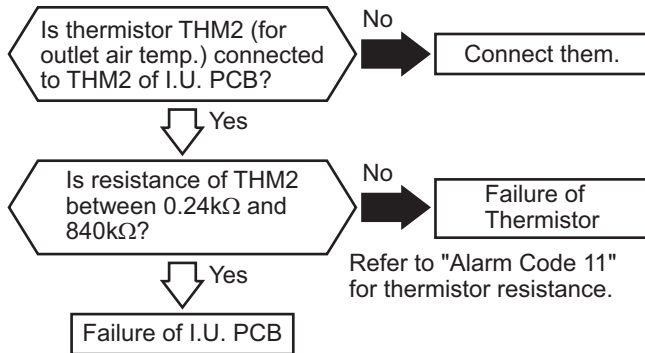 Is thermistor THM2 (for
outlet air temp.) connected
to THM2 of I.U. PCB?
No
Connect them.
Yes
Is resistance of THM2
between 0.24kΩ and
840kΩ?
No
Failure of
Thermistor
Refer to "Alarm Code 11"
for thermistor resistance.
Yes
Failure of I.U. PCB